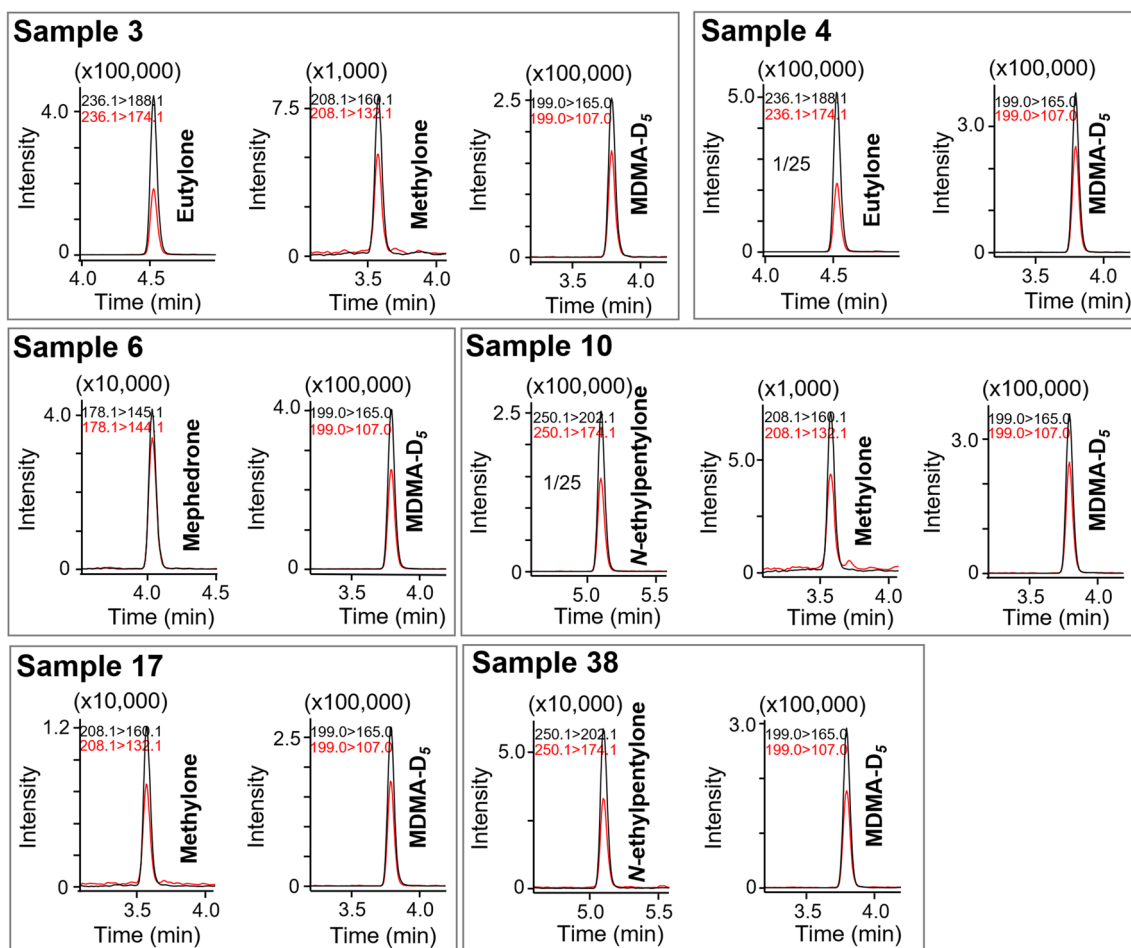 Sample 3
(x100,000)
236.1>188.1
236.1>174.1
4.0
0
Intensity
Eutylone
4.0 4.5
Time (min)
(x1,000)
208.1>160.1
208.1>132.1
7.5
0
Intensity
Methylone
3.5 4.0
Time (min)
(x100,000)
199.0>165.0
199.0>107.0
2.5
0
Intensity
MDMA-D5
3.5 4.0
Time (min)
Sample 4
(x100,000)
236.1>188.1
236.1>174.1
5.0
0
1/25
Intensity
Eutylone
4.0 4.5
Time (min)
(x100,000)
199.0>165.0
199.0>107.0
3.0
0
Intensity
MDMA-D5
3.5 4.0
Time (min)
Sample 6
(x10,000)
178.1>145.1
178.1>144.1
4.0
0
Intensity
Mephedrone
4.0 4.5
Time (min)
(x100,000)
199.0>165.0
199.0>107.0
4.0
0
Intensity
MDMA-D5
3.5 4.0
Time (min)
Sample 10
(x100,000)
250.1>202.1
250.1>174.1
2.5
0
1/25
Intensity
N-ethylpentylone
5.0 5.5
Time (min)
(x1,000)
208.1>160.1
208.1>132.1
5.0
0
Intensity
Methylone
3.5 4.0
Time (min)
(x100,000)
199.0>165.0
199.0>107.0
3.0
0
Intensity
MDMA-D5
3.5 4.0
Time (min)
Sample 17
(x10,000)
208.1>160.1
208.1>132.1
1.2
0
Intensity
Methylone
3.5 4.0
Time (min)
(x100,000)
199.0>165.0
199.0>107.0
2.5
0
Intensity
MDMA-D5
3.5 4.0
Time (min)
Sample 38
(x10,000)
250.1>202.1
250.1>174.1
5.0
0
Intensity
N-ethylpentylone
5.0 5.5
Time (min)
(x100,000)
199.0>165.0
199.0>107.0
3.0
0
Intensity
MDMA-D5
3.5 4.0
Time (min)